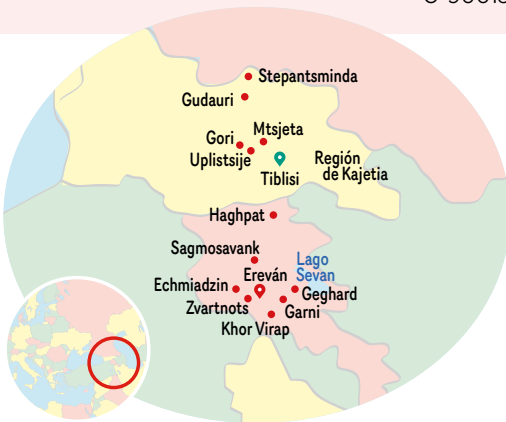 Stepantsminda
Gudauri
Mtsjeta
Gori
Uplistsije
Tiblisi
Región
de Kajetia
Haghpat
Sagmosavank
Lago
Sevan
Ereván
Echmiadzin
Geghard
Zvartnots
Garni
Khor Virap